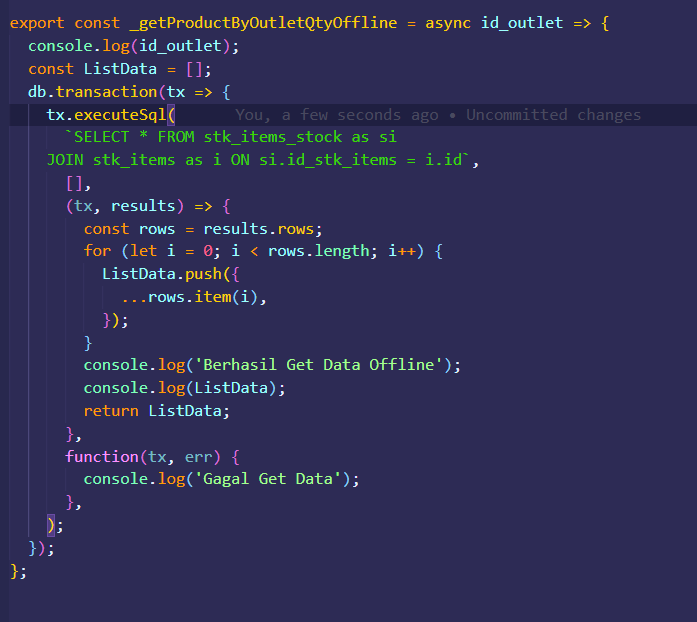 export const _getProductByOutletQtyOffline = async id_outlet => {
  console.log(id_outlet);
  const ListData = [];
  db.transaction(tx => {
    tx.executeSql( You, a few seconds ago • Uncommitted changes
      `SELECT * FROM stk_items_stock as si
    JOIN stk_items as i ON si.id_stk_items = i.id`,
      [],
      (tx, results) => {
        const rows = results.rows;
        for (let i = 0; i < rows.length; i++) {
          ListData.push({
            ...rows.item(i),
          });
        }
        console.log('Berhasil Get Data Offline');
        console.log(ListData);
        return ListData;
      },
      function(tx, err) {
        console.log('Gagal Get Data');
      },
    );
  });
};